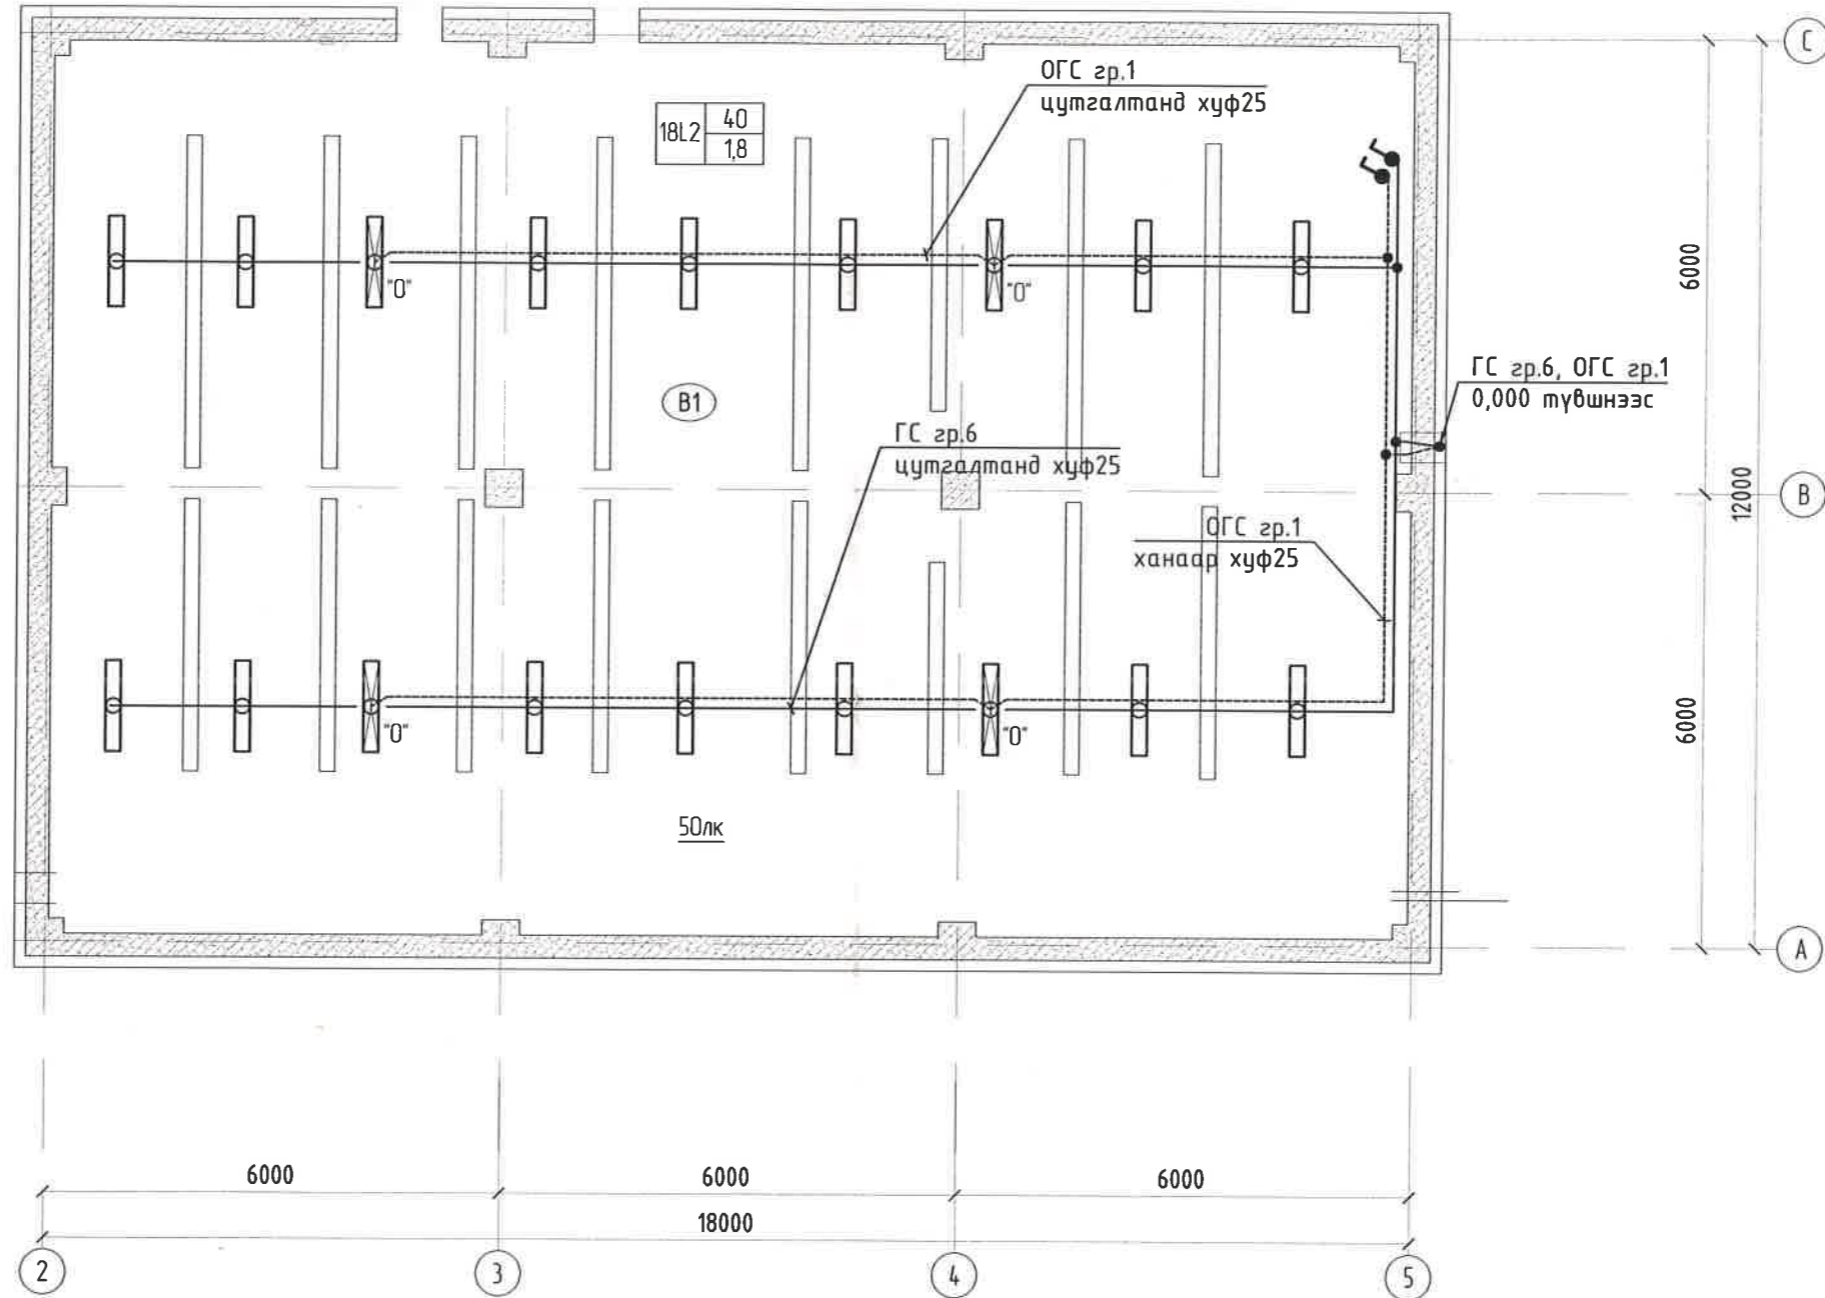 C
ОГС гр.1
цутгалтанд хуф25
18L2
40
1,8
"0"
"0"
6000
ГС гр.6, ОГС гр.1
0,000 түвшнээс
B1
ГС гр.6
цутгалтанд хуф25
12000
B
ОГС гр.1
ханаар хуф25
"0"
"0"
6000
50лк
A
6000
6000
6000
18000
2
3
4
5